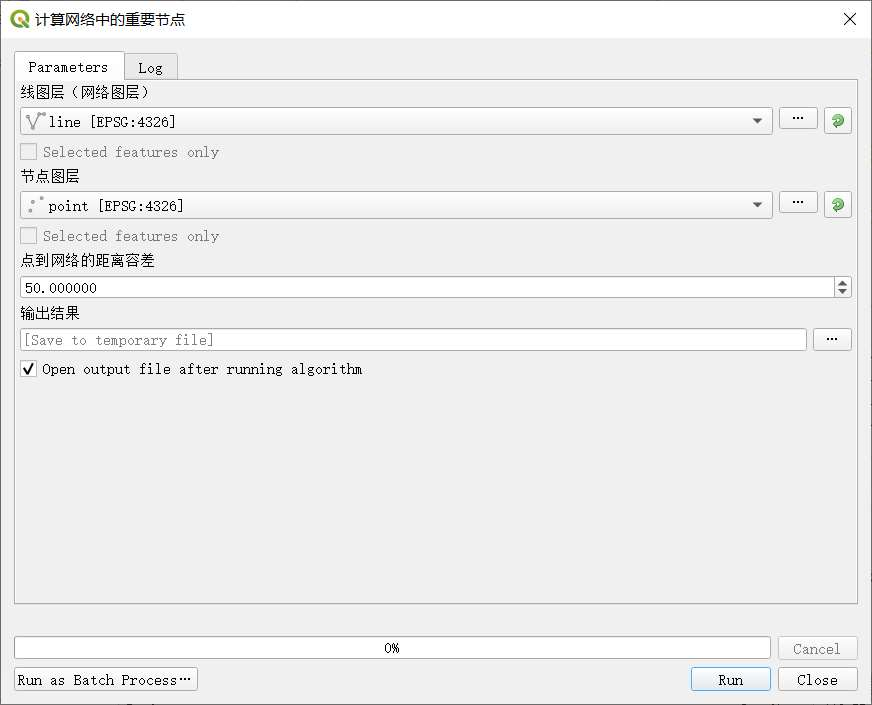 计算网络中的重要节点
Parameters
Log
线图层（网络图层）
line [EPSG:4326]
...
Selected features only
节点图层
point [EPSG:4326]
...
Selected features only
点到网络的距离容差
50.000000
输出结果
[Save to temporary file]
...
Open output file after running algorithm
0%
Cancel
Run as Batch Process…
Run
Close